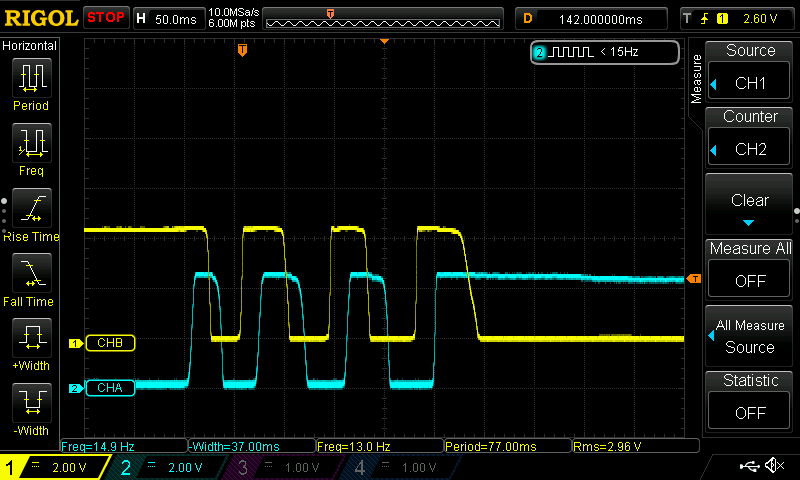 RIGOL STOP H 50.0ms 10.0MSa/s 6.00M pts T D 142.000000ms T 1 2.60 V
Horizontal
T
2 < 15Hz
Measure
Source
CH1
Period
Counter
CH2
Freq
Clear
Rise Time
Measure All
OFF
T
Fall Time
All Measure
Source
1 CHB
+Width
Statistic
2 CHA
OFF
-Width
Freq=14.9 Hz -Width=37.00ms Freq=13.0 Hz Period=77.00ms Rms=2.96 V
1 2.00 V 2 2.00 V 3 1.00 V 4 1.00 V